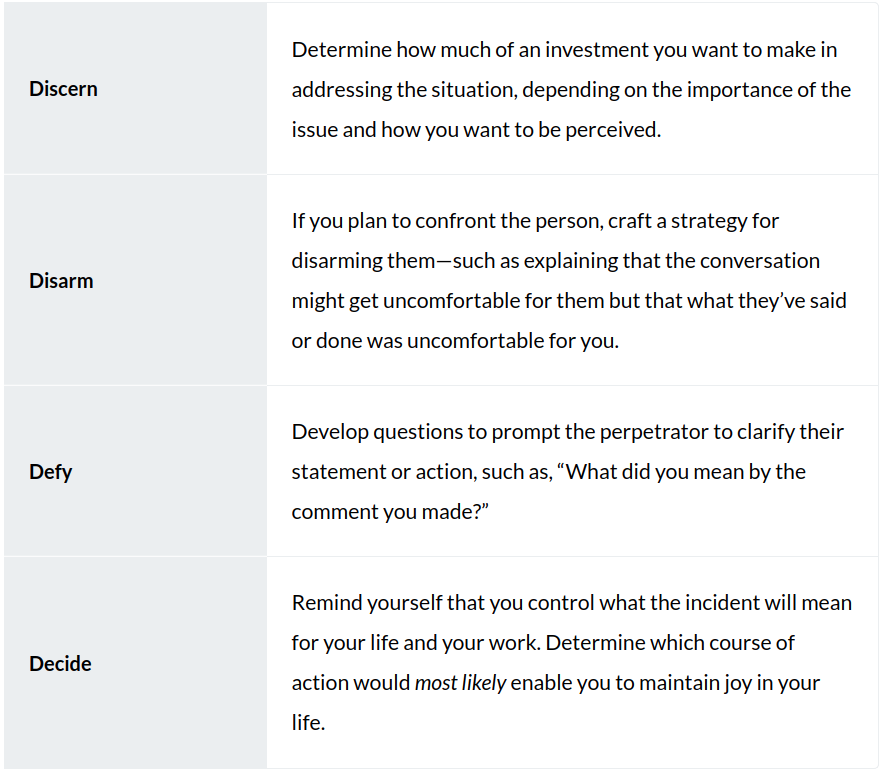 Discern
Determine how much of an investment you want to make in
addressing the situation, depending on the importance of the
issue and how you want to be perceived.
Disarm
If you plan to confront the person, craft a strategy for
disarming them—such as explaining that the conversation
might get uncomfortable for them but that what they’ve said
or done was uncomfortable for you.
Defy
Develop questions to prompt the perpetrator to clarify their
statement or action, such as, “What did you mean by the
comment you made?”
Decide
Remind yourself that you control what the incident will mean
for your life and your work. Determine which course of
action would most likely enable you to maintain joy in your
life.